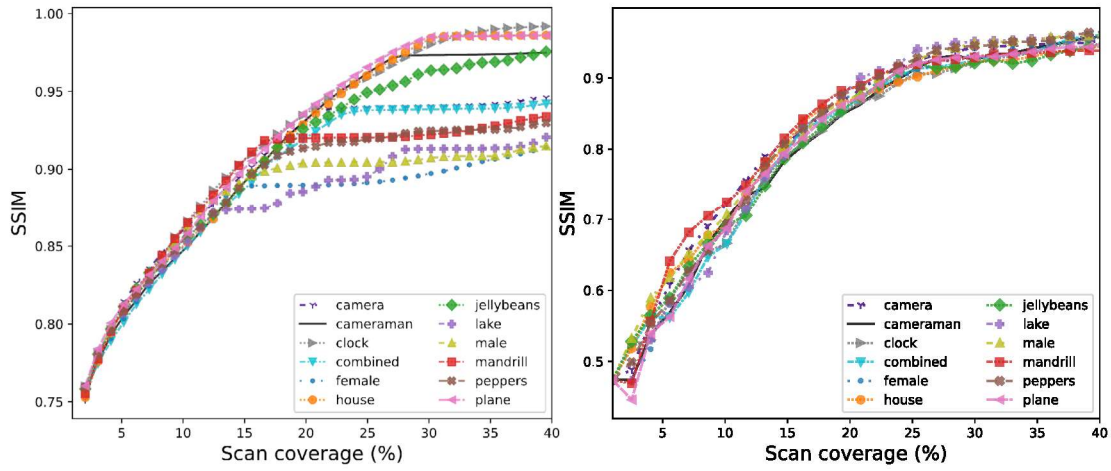 1.00
0.95
0.90
0.85
0.80
0.75
SSIM
5 10 15 20 25 30 35 40
Scan coverage (%)
camera
cameraman
clock
combined
female
house
jellybeans
lake
male
mandrill
peppers
plane
0.9
0.8
0.7
0.6
0.5
SSIM
5 10 15 20 25 30 35 40
Scan coverage (%)
camera
cameraman
clock
combined
female
house
jellybeans
lake
male
mandrill
peppers
plane